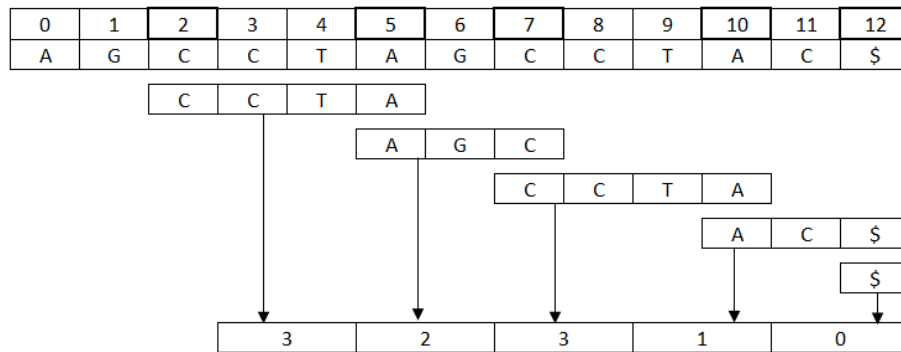 0 1 2 3 4 5 6 7 8 9 10 11 12
A G C C T A G C C T A C $
C C T A
A G C
C C T A
A C $
$
3 2 3 1 0